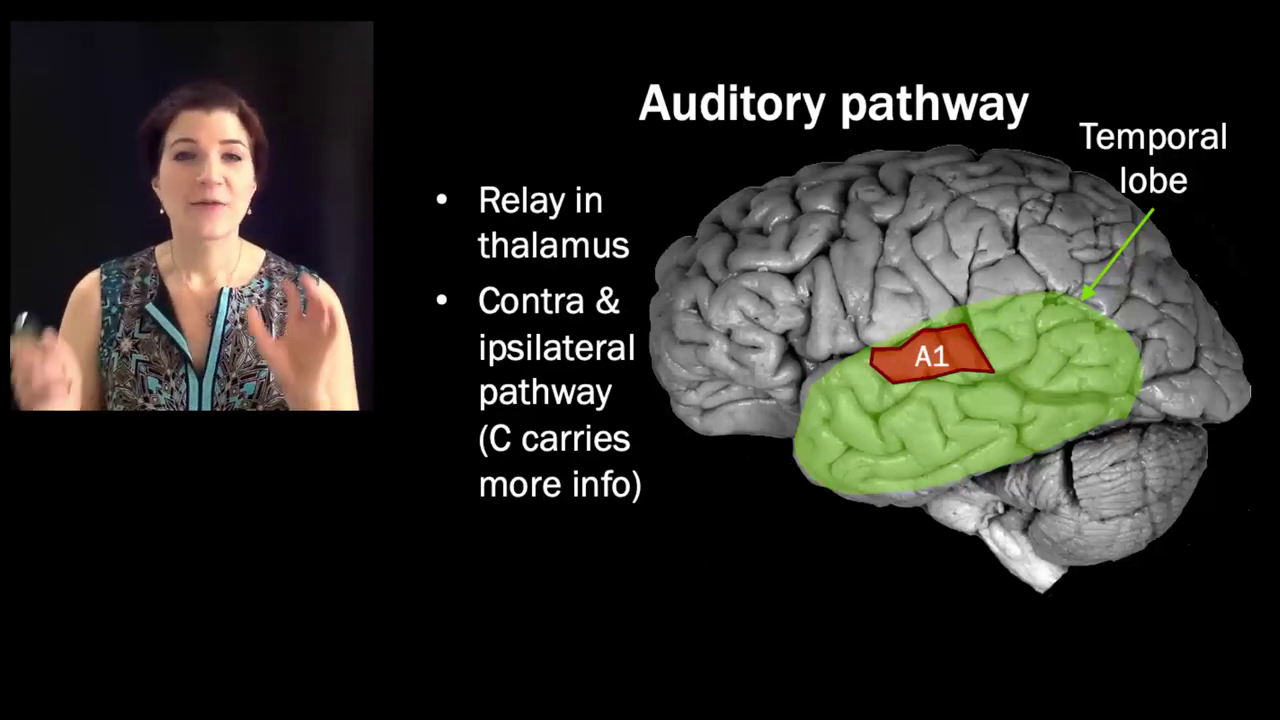 Auditory pathway
Temporal
lobe
• Relay in
thalamus
• Contra &
ipsilateral
pathway
(C carries
more info)
A1